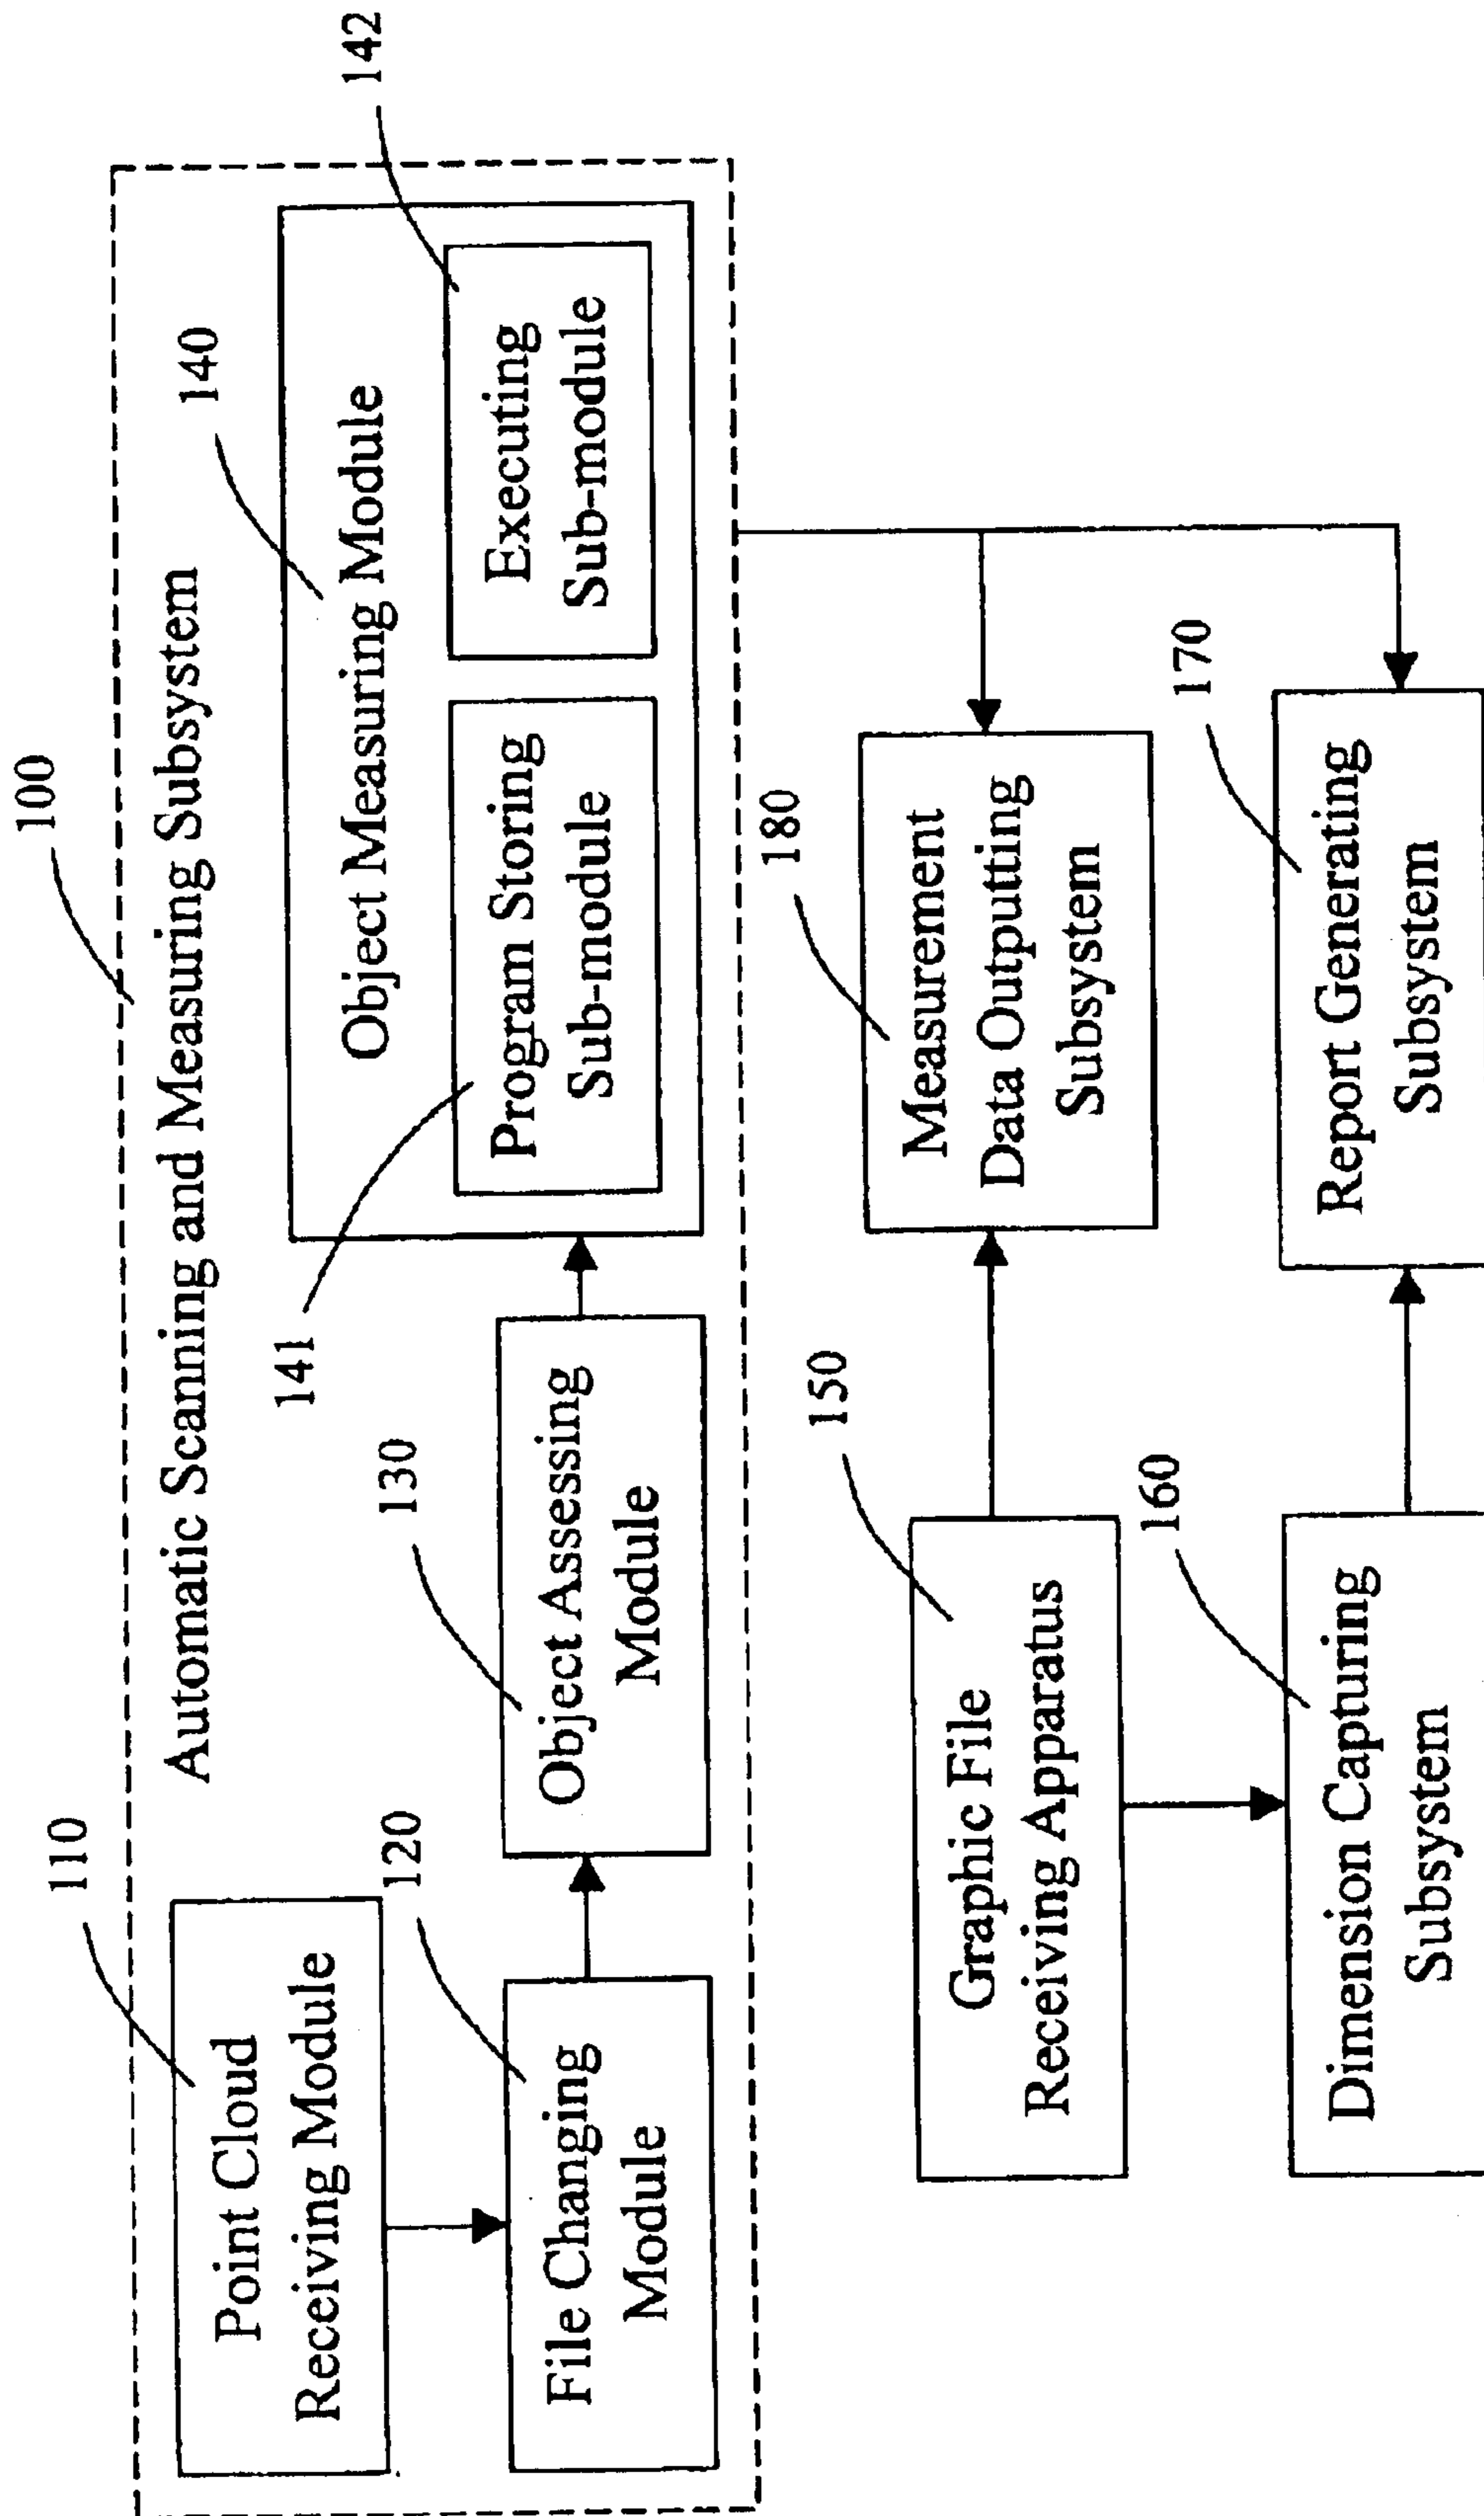 100
Automatic Scanning and Measuring Subsystem
110
Point Cloud
Receiving Module
120
File Changing
Module
130
Object Assessing
Module
140
Object Measuring Module
141
Program Storing
Sub-module
142
Executing
Sub-module
150
Graphic File
Receiving Apparatus
180
Measurement
Data Outputting
Subsystem
160
Dimension Capturing
Subsystem
170
Report Generating
Subsystem